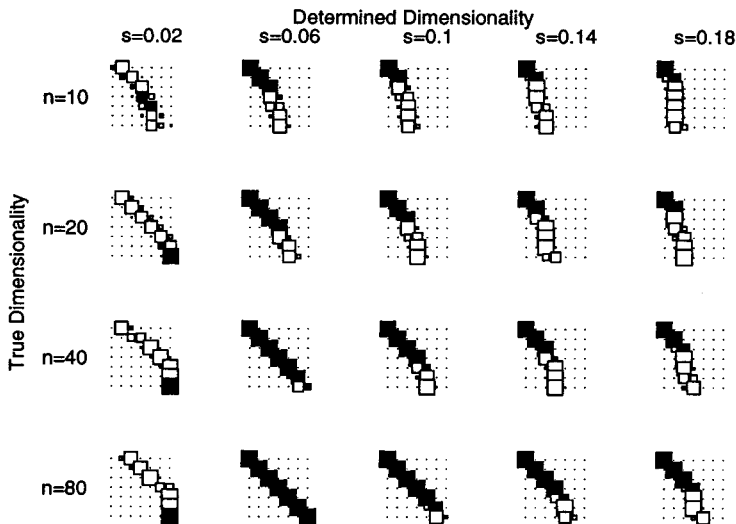 Determined Dimensionality
s=0.02 s=0.06 s=0.1 s=0.14 s=0.18
n=10
n=20
True Dimensionality
n=40
n=80